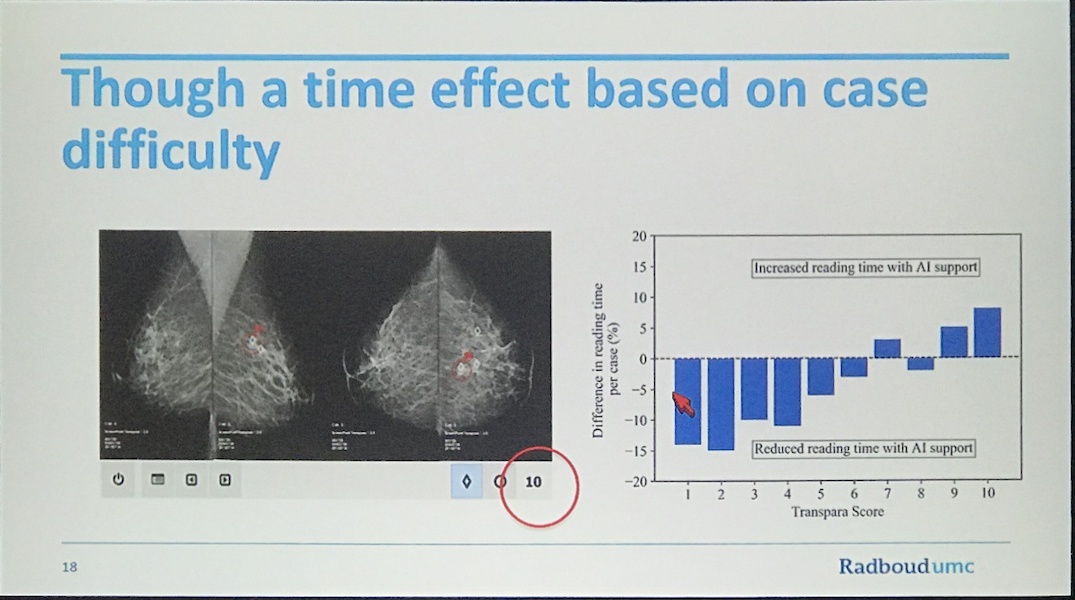 Though a time effect based on case
difficulty
10
20
15
10
5
0
−5
−10
−15
−20
Difference in reading time
per case (%)
Increased reading time with AI support
Reduced reading time with AI support
1 2 3 4 5 6 7 8 9 10
Transpara Score
18
Radboudumc